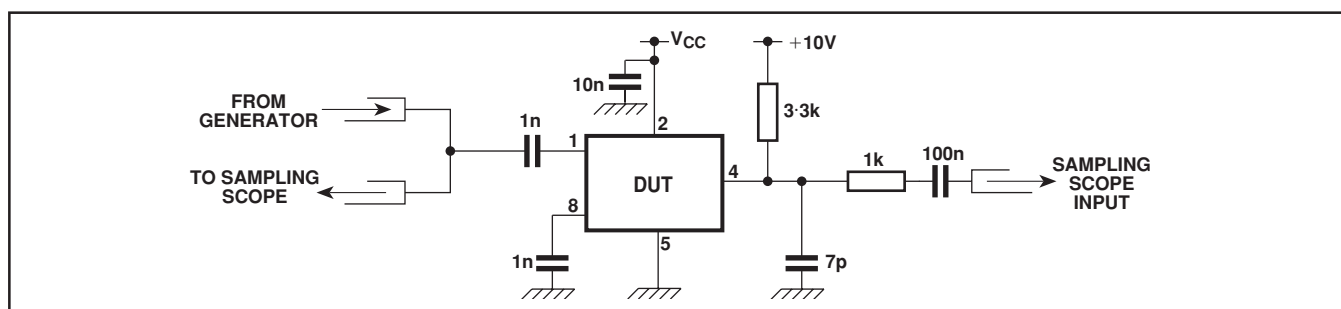 VCC
+10V
10n
FROM
GENERATOR
3·3k
1n
1
2
TO SAMPLING
SCOPE
DUT
4
1k
100n
SAMPLING
SCOPE
INPUT
8
5
1n
7p